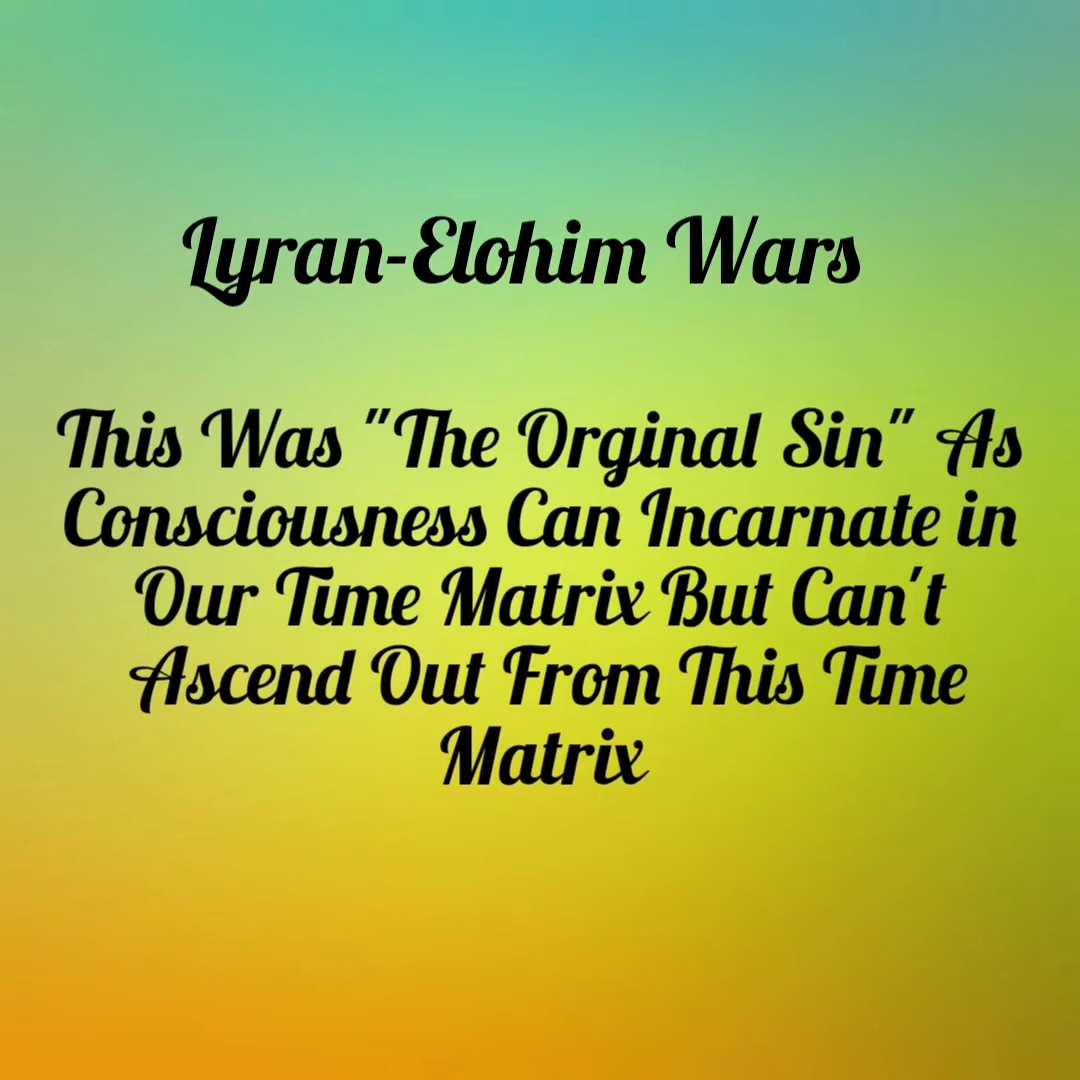 Lyran-Elohim Wars
This Was "The Orginal Sin" As
Consciousness Can Incarnate in
Our Time Matrix But Can't
Ascend Out From This Time
Matrix